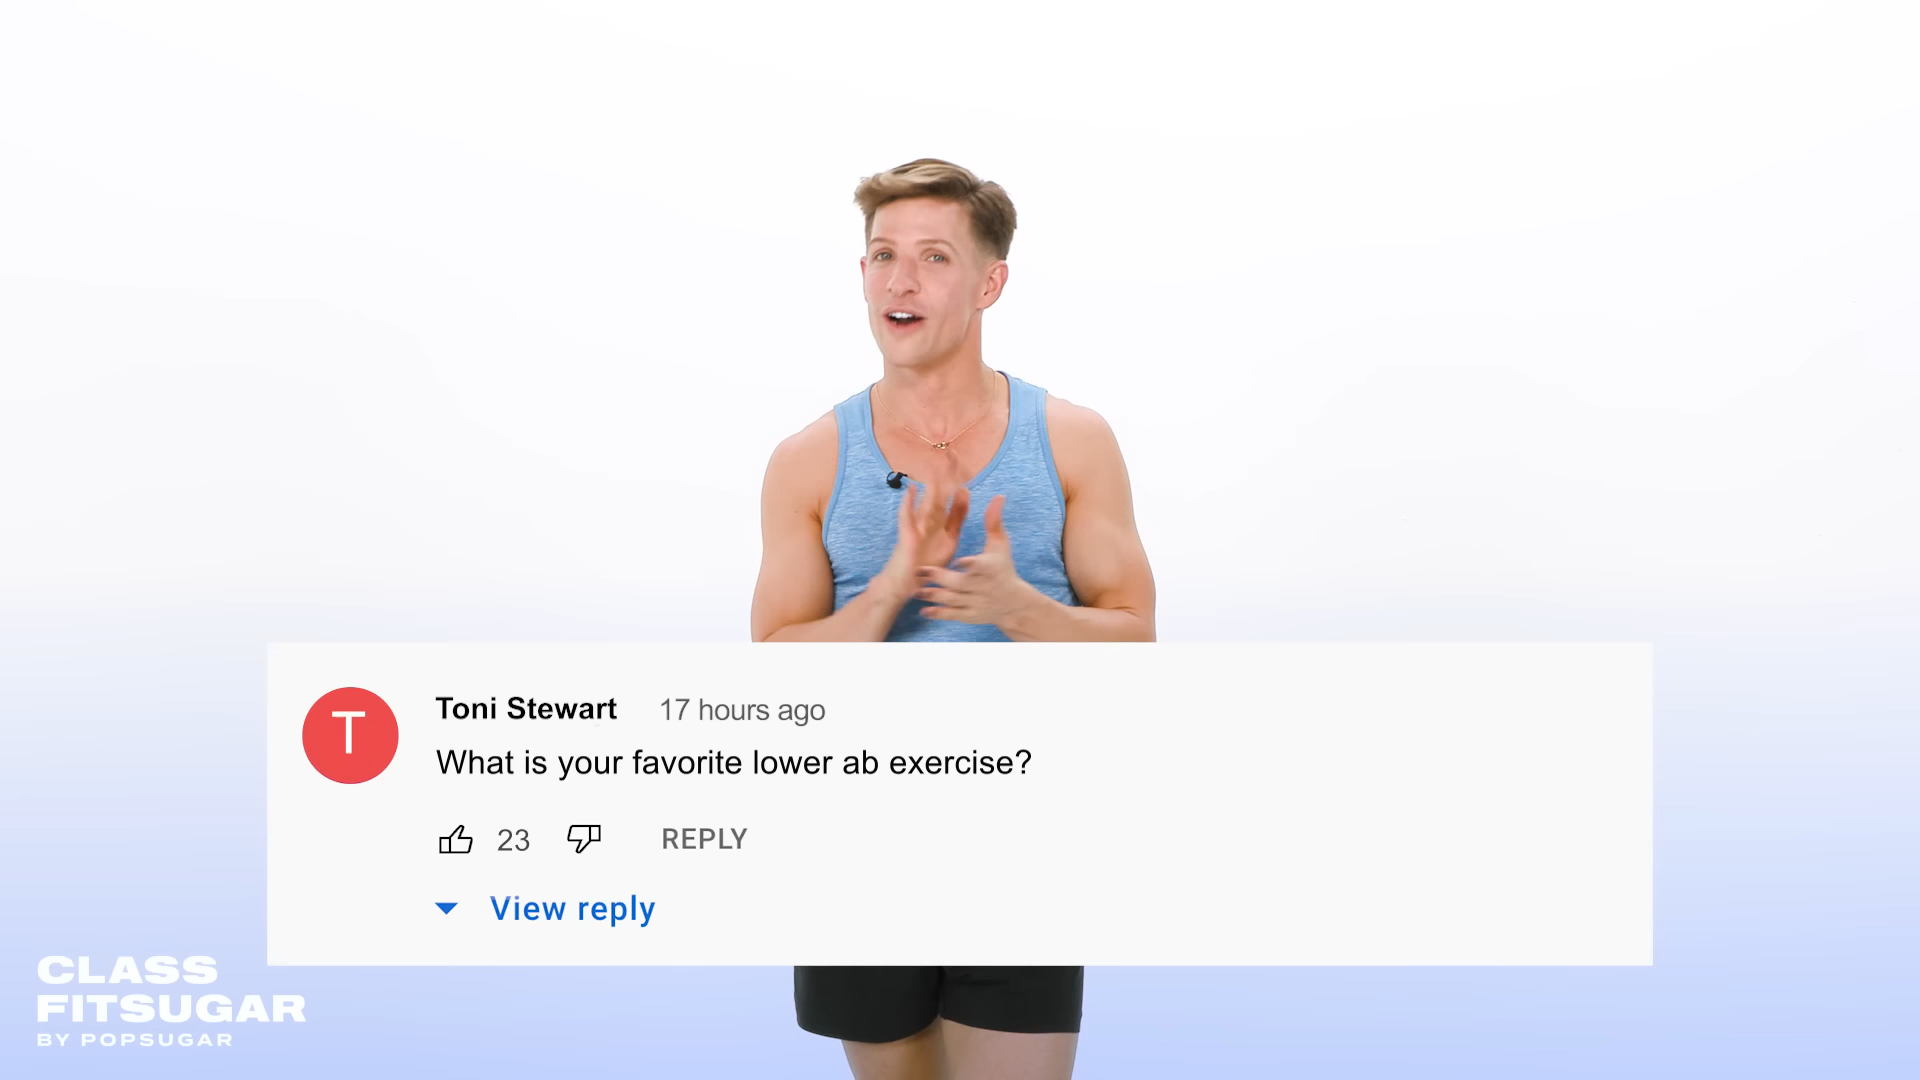 T
Toni Stewart 17 hours ago
What is your favorite lower ab exercise?
23 REPLY
View reply
CLASS
FITSUGAR
BY POPSUGAR